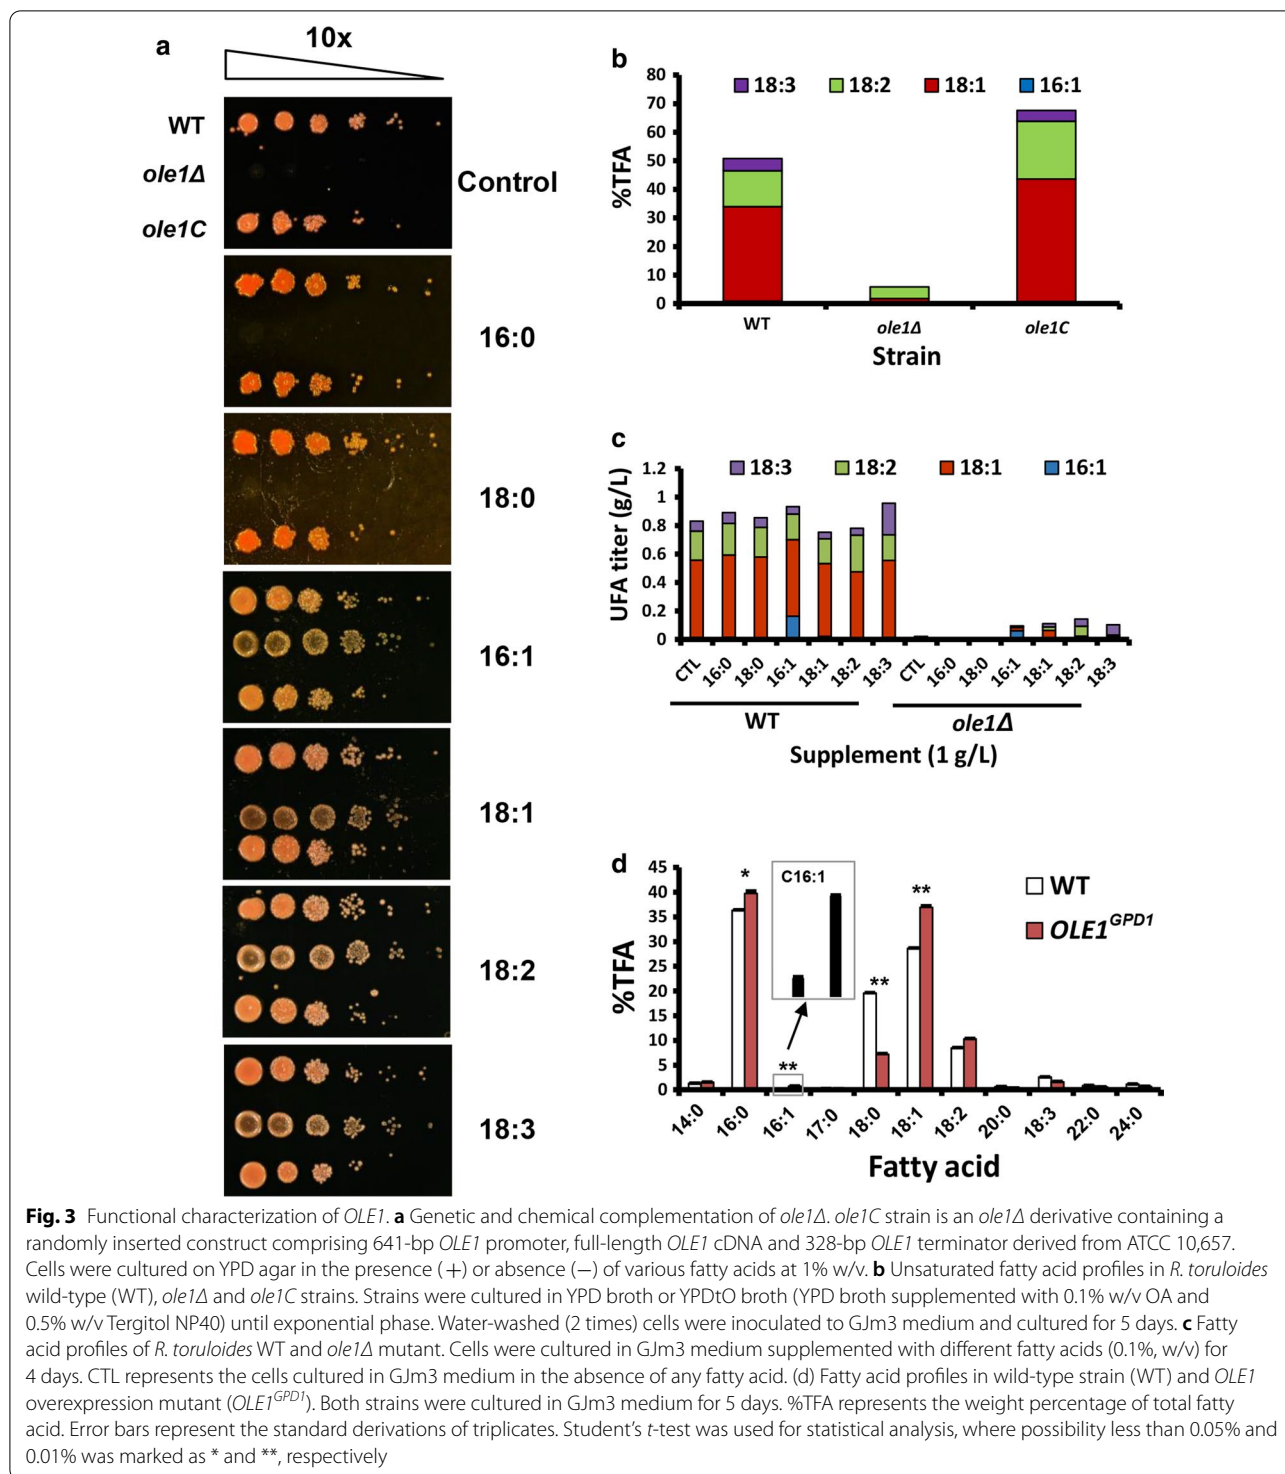 a
10x
WT
ole1Δ
ole1C
Control
16:0
18:0
16:1
18:1
18:2
18:3
b
18:3 18:2 18:1 16:1
%TFA
80
70
60
50
40
30
20
10
0
WT ole1Δ ole1C
Strain
c
18:3 18:2 18:1 16:1
UFA titer (g/L)
1.2
1
0.8
0.6
0.4
0.2
0
CTL 16:0 18:0 16:1 18:1 18:2 18:3 CTL 16:0 18:0 16:1 18:1 18:2 18:3
WT ole1Δ
Supplement (1 g/L)
d
%TFA
45
40
35
30
25
20
15
10
5
0
C16:1
* ** ** **
WT
OLE1GPD1
14:0 16:0 16:1 17:0 18:0 18:1 18:2 20:0 18:3 22:0 24:0
Fatty acid
Fig. 3 Functional characterization of OLE1. a Genetic and chemical complementation of ole1Δ. ole1C strain is an ole1Δ derivative containing a
randomly inserted construct comprising 641-bp OLE1 promoter, full-length OLE1 cDNA and 328-bp OLE1 terminator derived from ATCC 10,657.
Cells were cultured on YPD agar in the presence (+) or absence (−) of various fatty acids at 1% w/v. b Unsaturated fatty acid profiles in R. toruloides
wild-type (WT), ole1Δ and ole1C strains. Strains were cultured in YPD broth or YPDtO broth (YPD broth supplemented with 0.1% w/v OA and
0.5% w/v Tergitol NP40) until exponential phase. Water-washed (2 times) cells were inoculated to GJm3 medium and cultured for 5 days. c Fatty
acid profiles of R. toruloides WT and ole1Δ mutant. Cells were cultured in GJm3 medium supplemented with different fatty acids (0.1%, w/v) for
4 days. CTL represents the cells cultured in GJm3 medium in the absence of any fatty acid. (d) Fatty acid profiles in wild-type strain (WT) and OLE1
overexpression mutant (OLE1GPD1). Both strains were cultured in GJm3 medium for 5 days. %TFA represents the weight percentage of total fatty
acid. Error bars represent the standard derivations of triplicates. Student's t-test was used for statistical analysis, where possibility less than 0.05% and
0.01% was marked as * and **, respectively